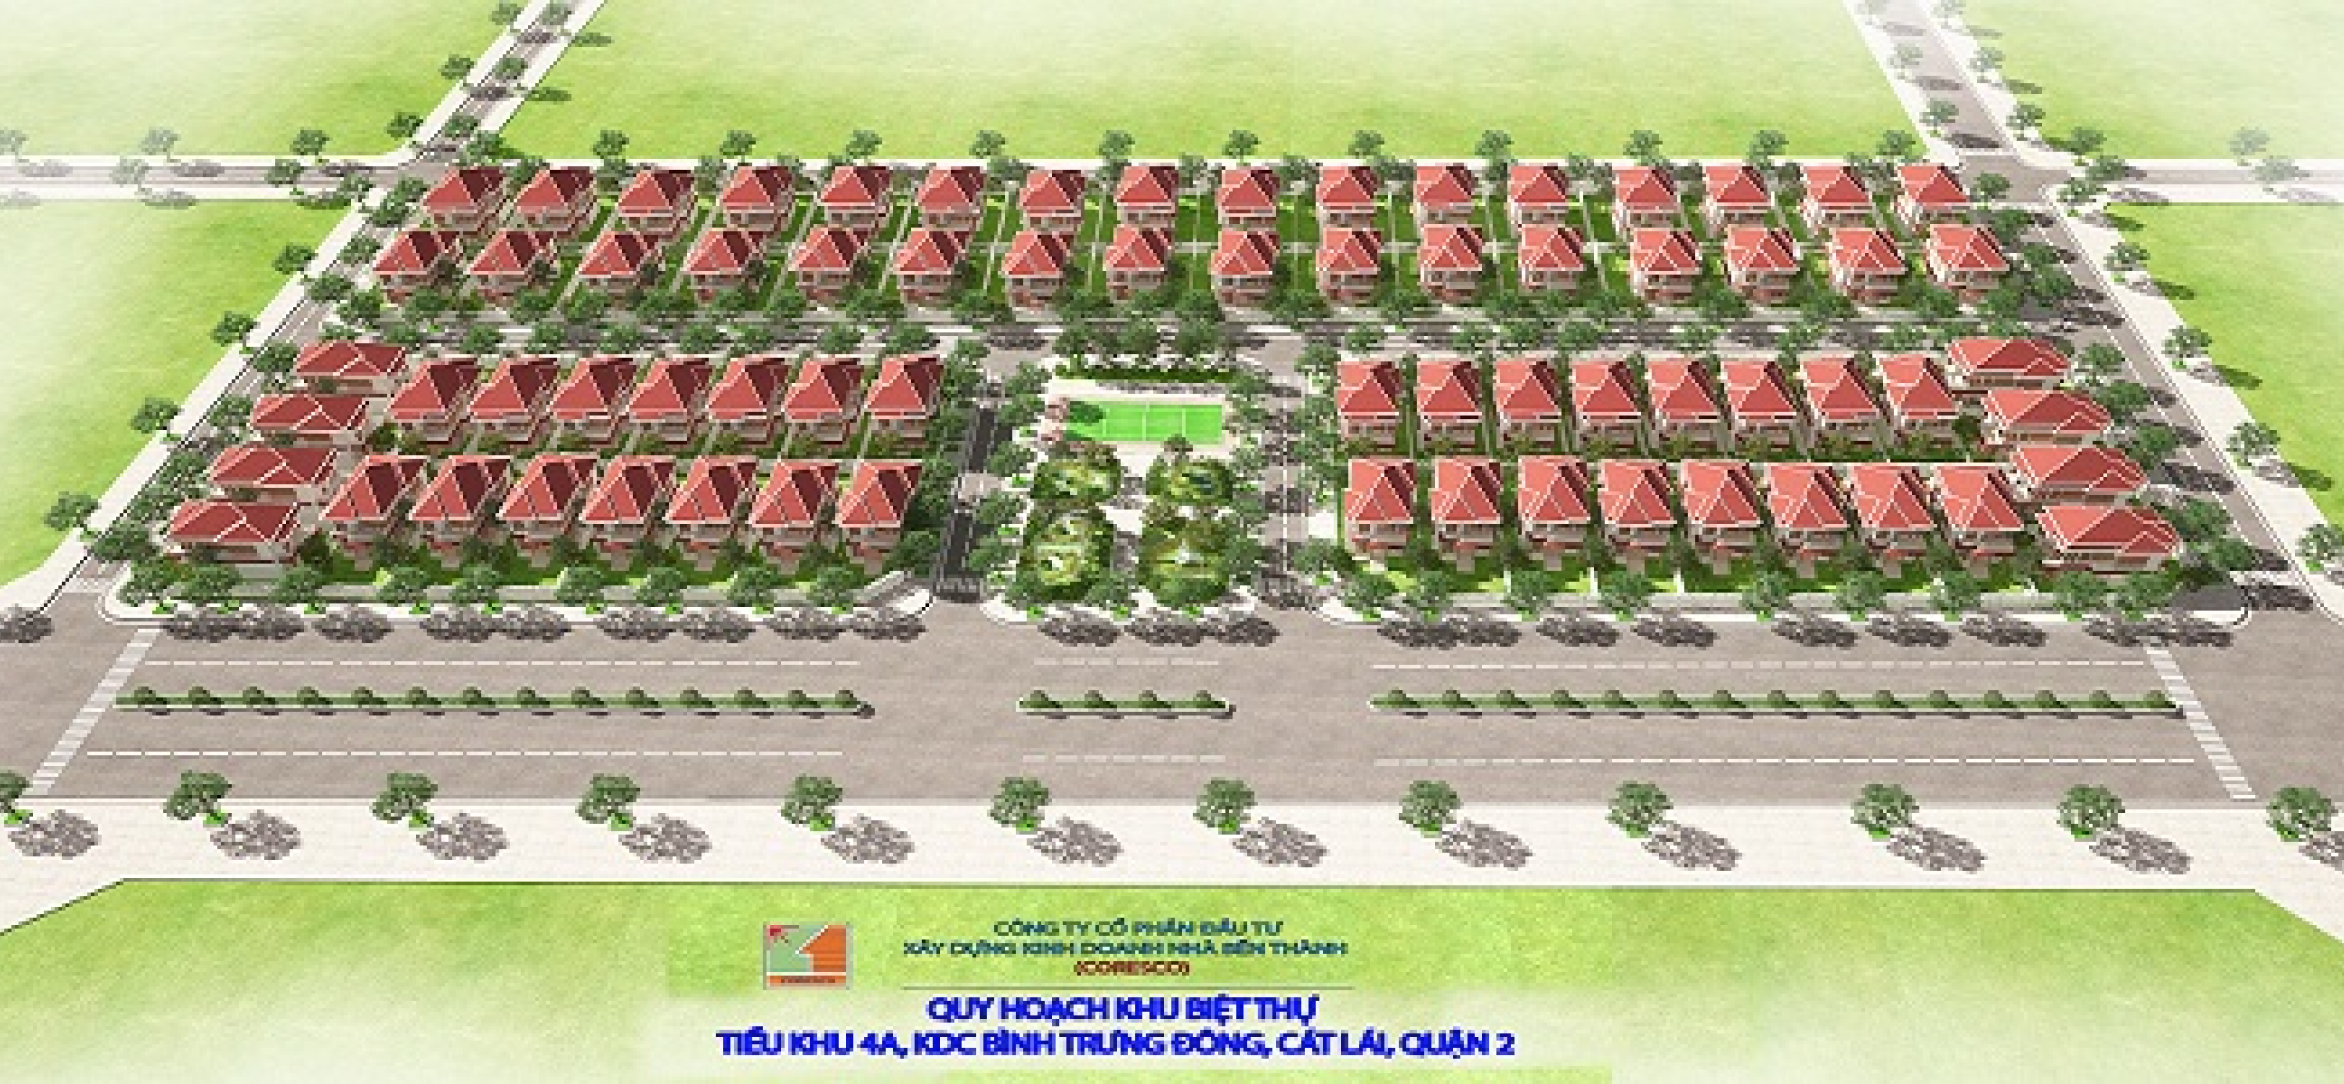 CÔNG TY CỔ PHẦN ĐẦU TƯ
XÂY DỰNG KINH DOANH NHÀ BẾN THÀNH
(CORESCO)
QUY HOẠCH KHU BIỆT THỰ
TIỂU KHU 4A, KDC BÌNH TRƯNG ĐÔNG, CÁT LÁI, QUẬN 2